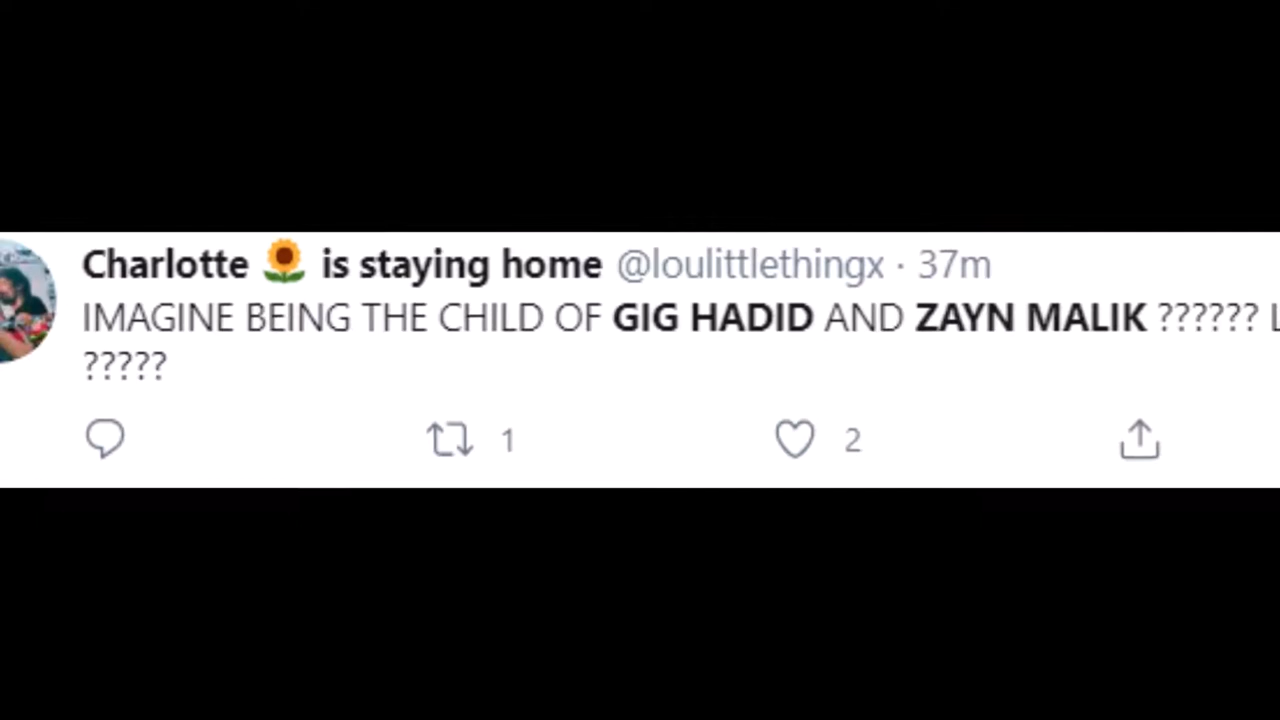 Charlotte 🌻 is staying home @loulittlethingx · 37m
IMAGINE BEING THE CHILD OF GIG HADID AND ZAYN MALIK ?????? L
?????
1 2